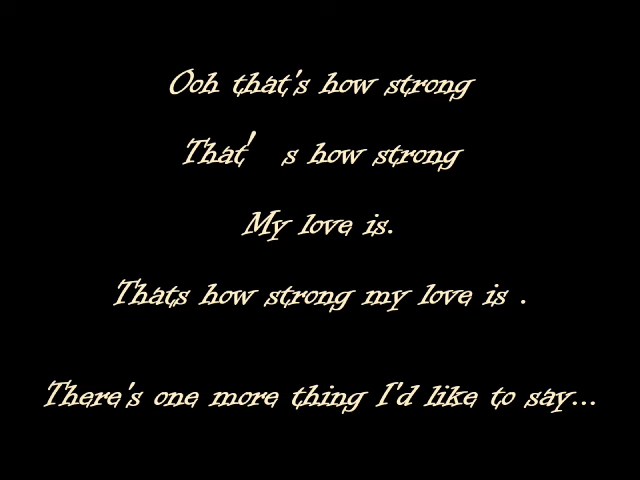 Ooh that's how strong
That' s how strong
My love is.
Thats how strong my love is .
There's one more thing I'd like to say...